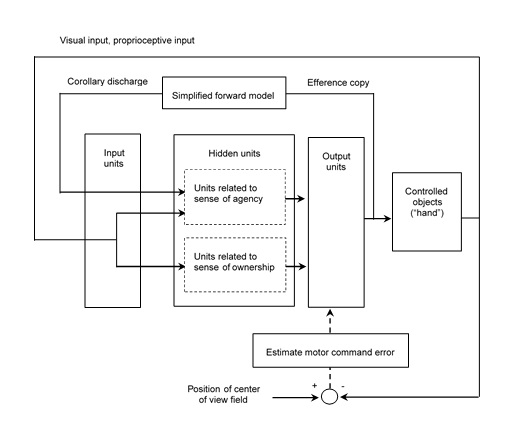 Visual input, proprioceptive input
Corollary discharge
Efference copy
Simplified forward model
Input
units
Hidden units
Output
units
Units related to
sense of agency
Controlled
objects
("hand")
Units related to
sense of ownership
Estimate motor command error
Position of center
of view field
+
-